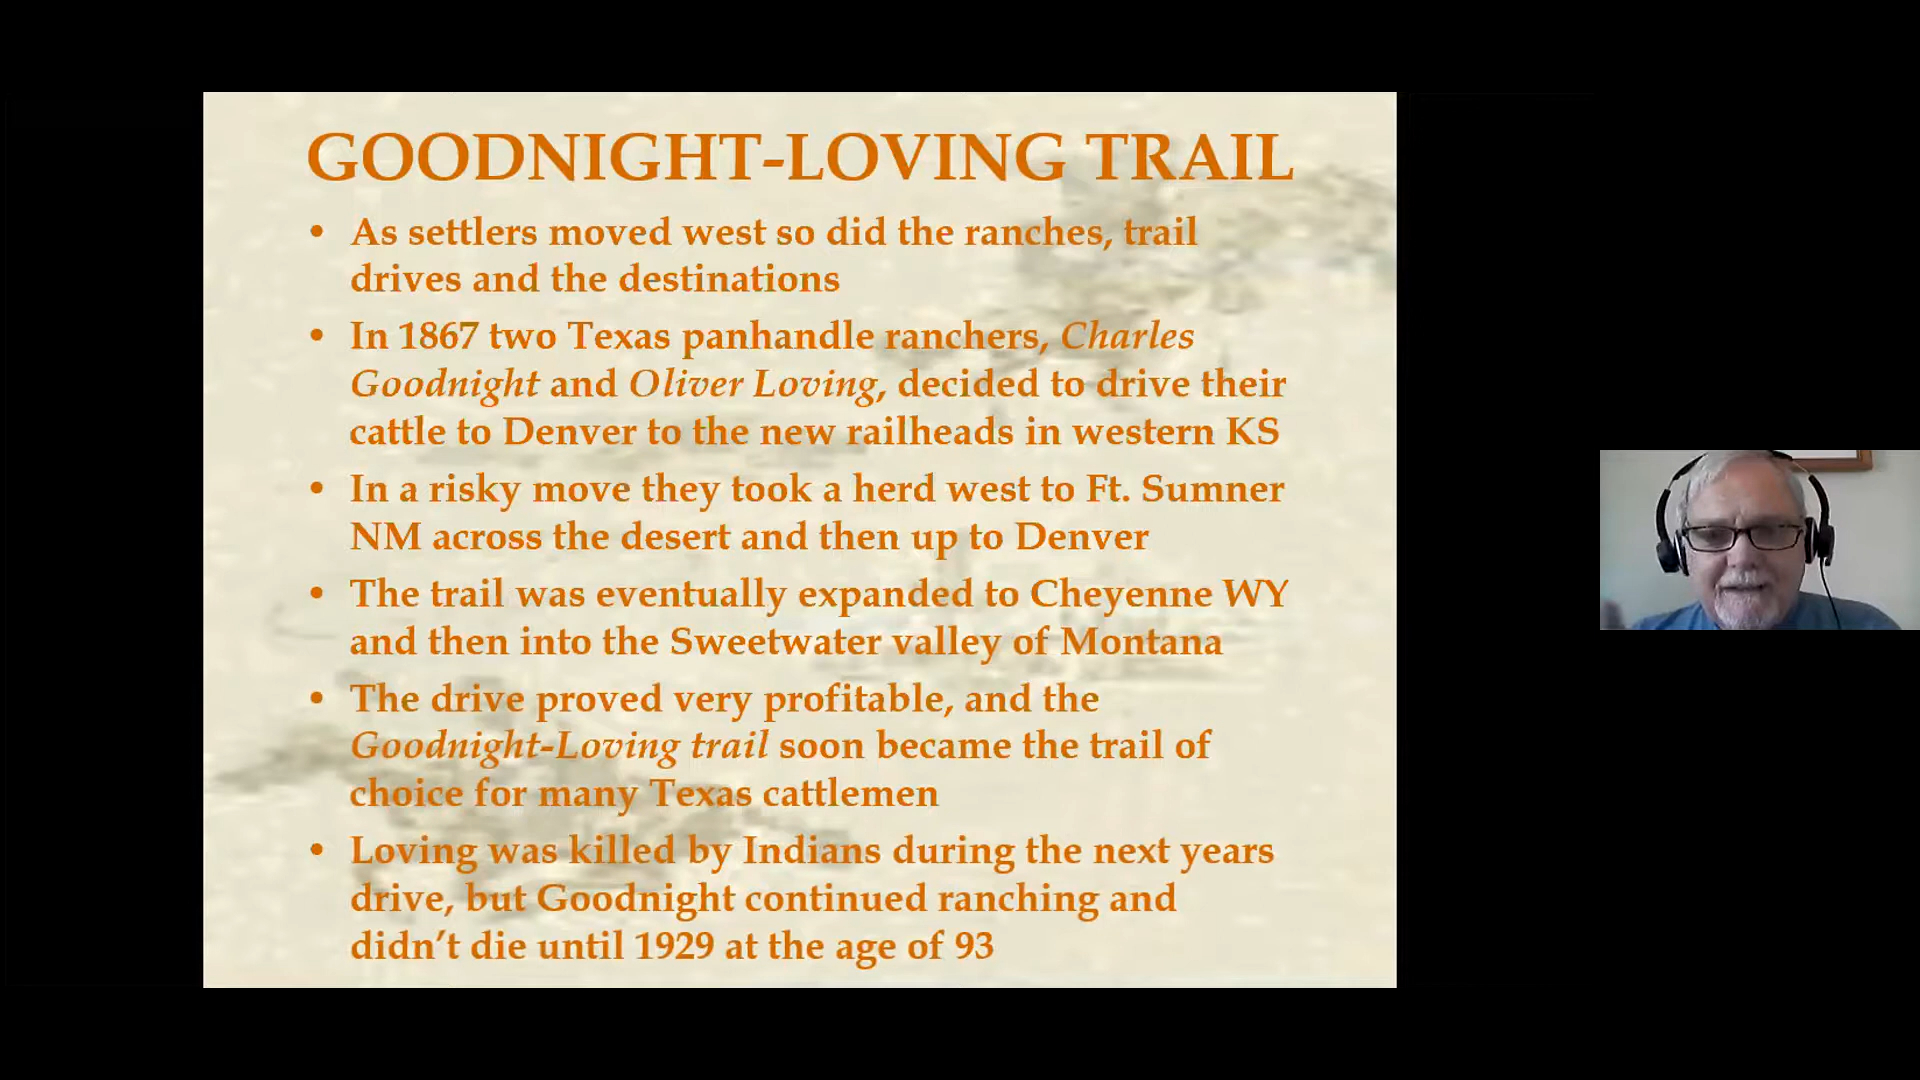 GOODNIGHT-LOVING TRAIL
• As settlers moved west so did the ranches, trail
drives and the destinations
• In 1867 two Texas panhandle ranchers, Charles
Goodnight and Oliver Loving, decided to drive their
cattle to Denver to the new railheads in western KS
• In a risky move they took a herd west to Ft. Sumner
NM across the desert and then up to Denver
• The trail was eventually expanded to Cheyenne WY
and then into the Sweetwater valley of Montana
• The drive proved very profitable, and the
Goodnight-Loving trail soon became the trail of
choice for many Texas cattlemen
• Loving was killed by Indians during the next years
drive, but Goodnight continued ranching and
didn’t die until 1929 at the age of 93